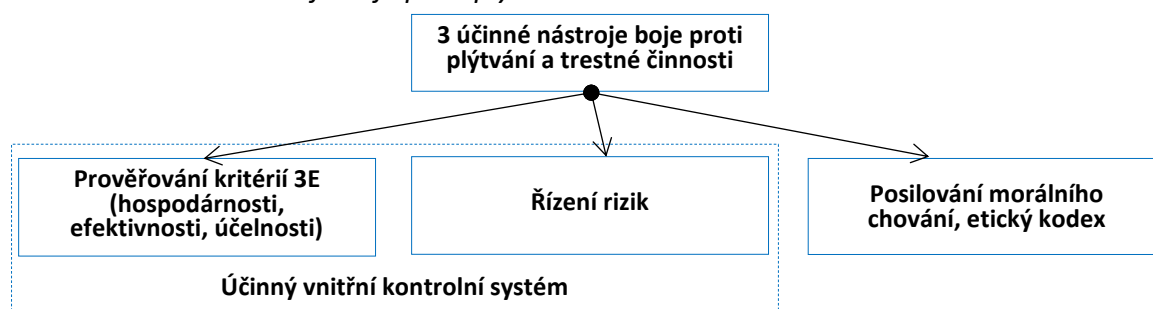 3 účinné nástroje boje proti
plýtvání a trestné činnosti
Prověřování kritérií 3E
(hospodárnosti,
efektivnosti, účelnosti)
Řízení rizik
Posilování morálního
chování, etický kodex
Účinný vnitřní kontrolní systém